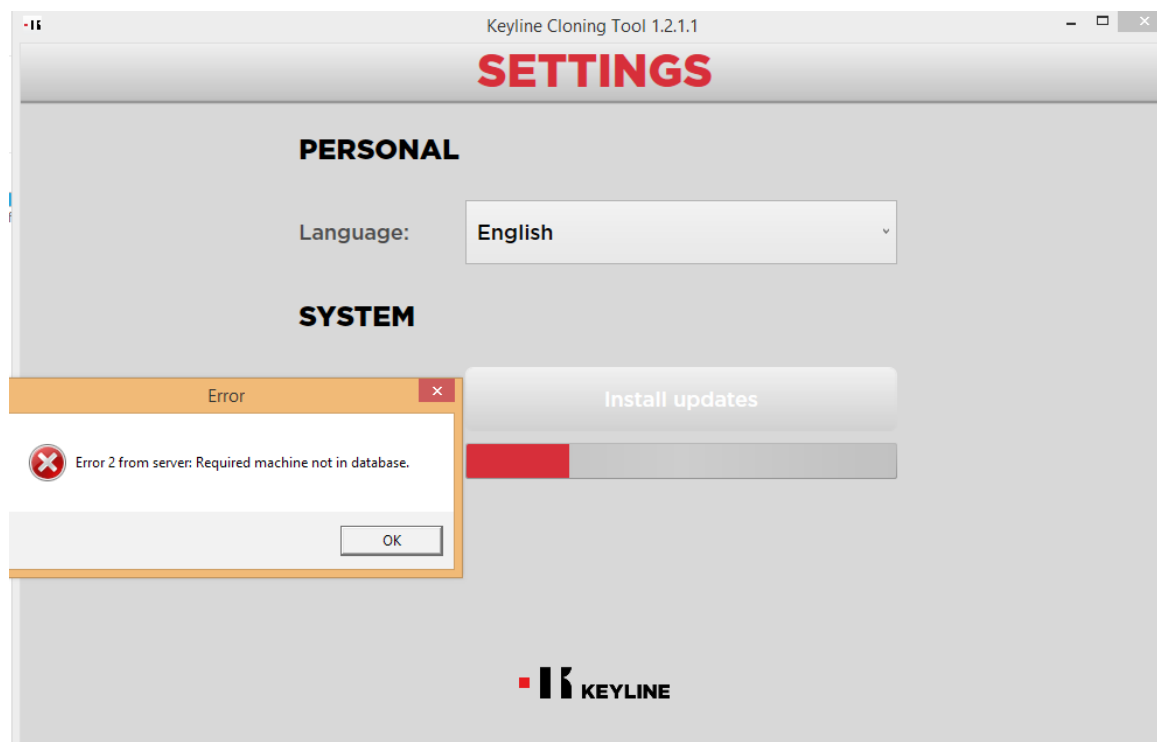 Keyline Cloning Tool 1.2.1.1
SETTINGS
PERSONAL
Language:
English
SYSTEM
Install updates
Error
Error 2 from server: Required machine not in database.
OK
KEYLINE